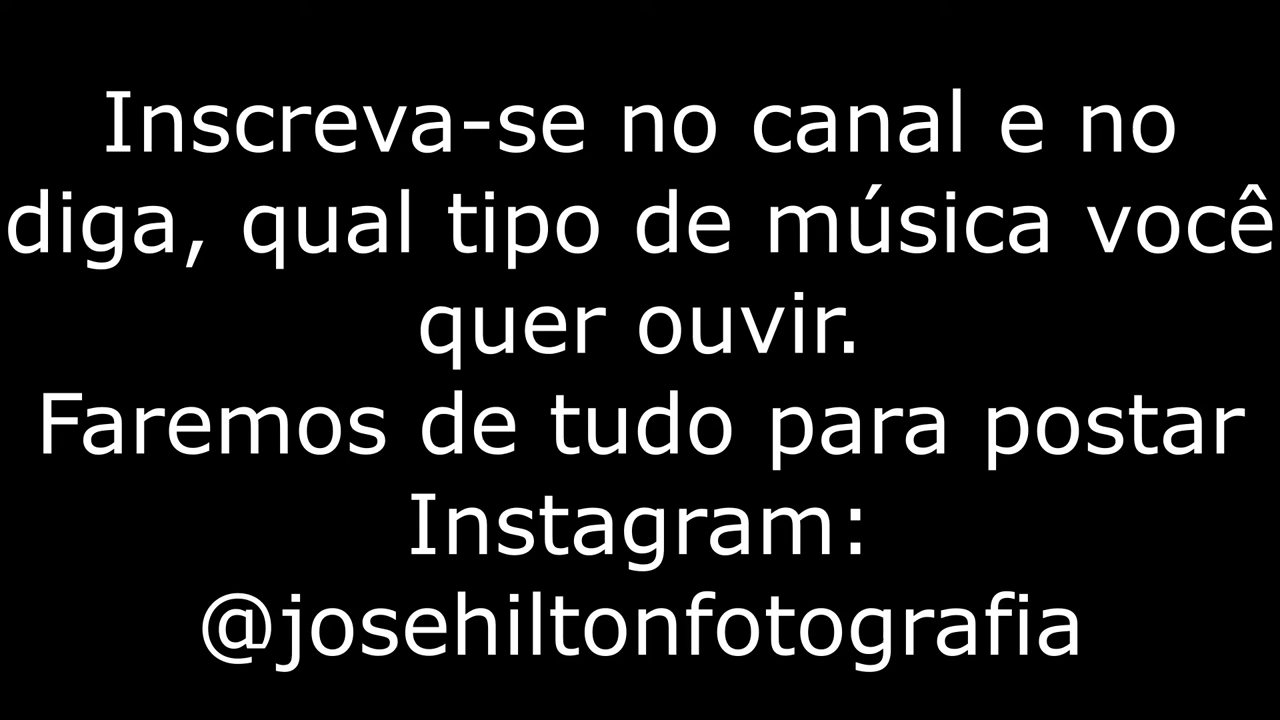 Inscreva-se no canal e no
diga, qual tipo de música você
quer ouvir.
Faremos de tudo para postar
Instagram:
@josehiltonfotografia